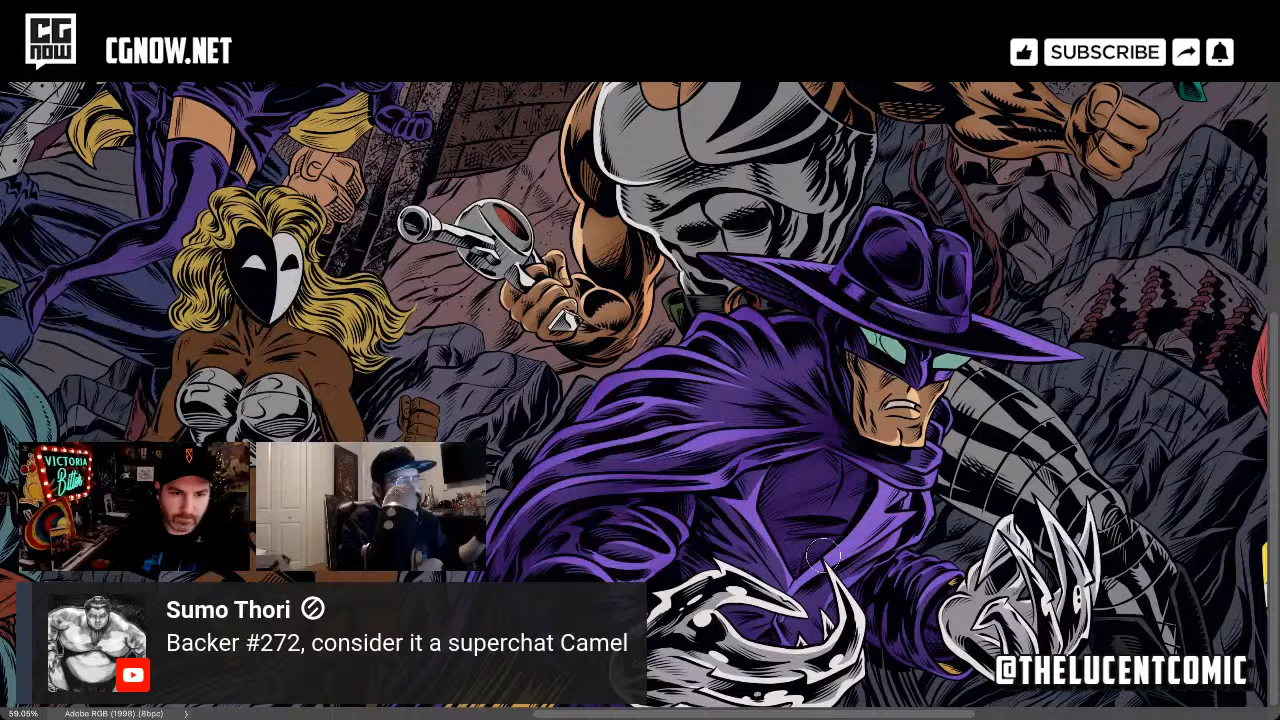 CG
NOW
CGNOW.NET
SUBSCRIBE
VICTORIA
Bitter
Sumo Thori
Backer #272, consider it a superchat Camel
@THELUCENTCOMIC
59.05%
Adobe RGB (1998) (8bpc)